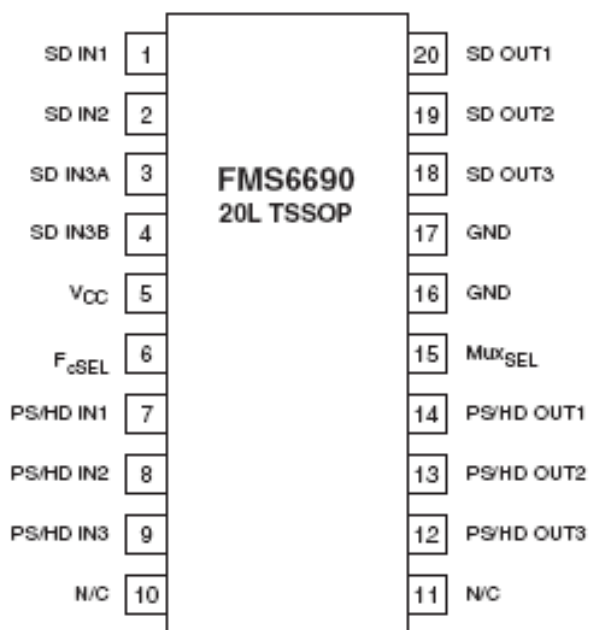 SD IN1 1 20 SD OUT1
SD IN2 2 19 SD OUT2
SD IN3A 3 18 SD OUT3
FMS6690
20L TSSOP
SD IN3B 4 17 GND
VCC 5 16 GND
FcSEL 6 15 MuxSEL
PS/HD IN1 7 14 PS/HD OUT1
PS/HD IN2 8 13 PS/HD OUT2
PS/HD IN3 9 12 PS/HD OUT3
N/C 10 11 N/C